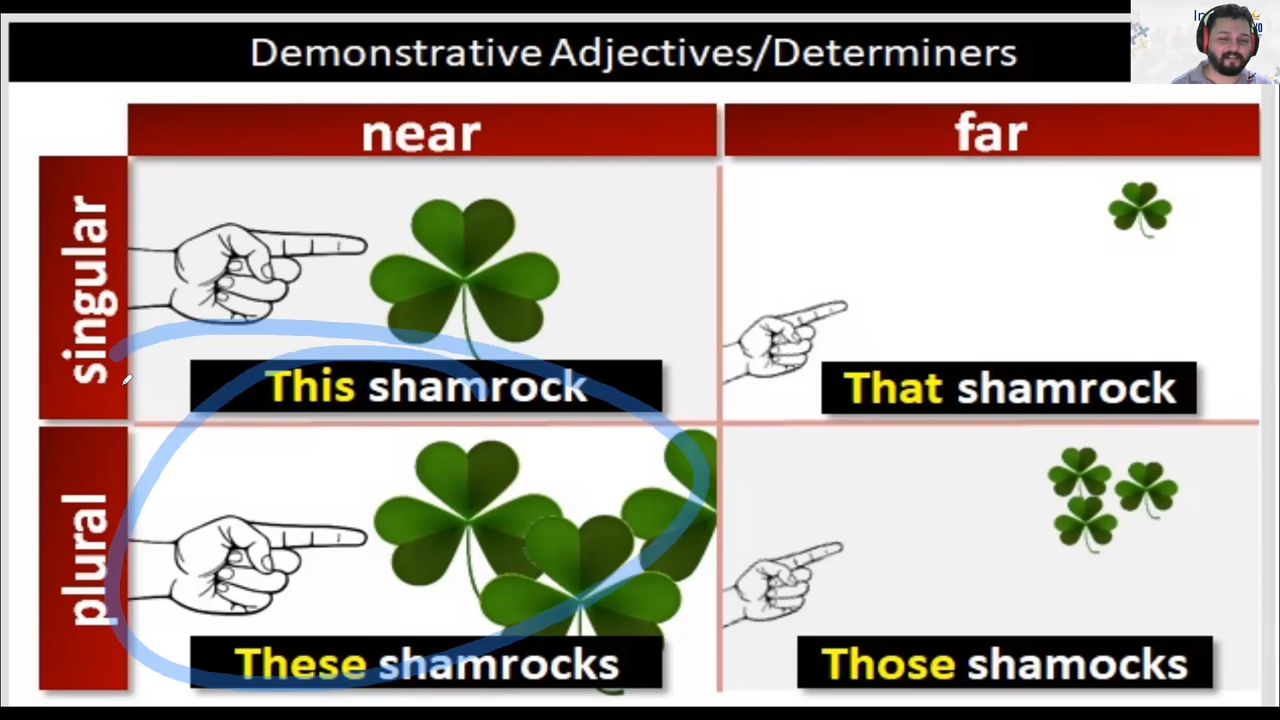 Demonstrative Adjectives/Determiners
near
far
singular
This shamrock
That shamrock
plural
These shamrocks
Those shamocks